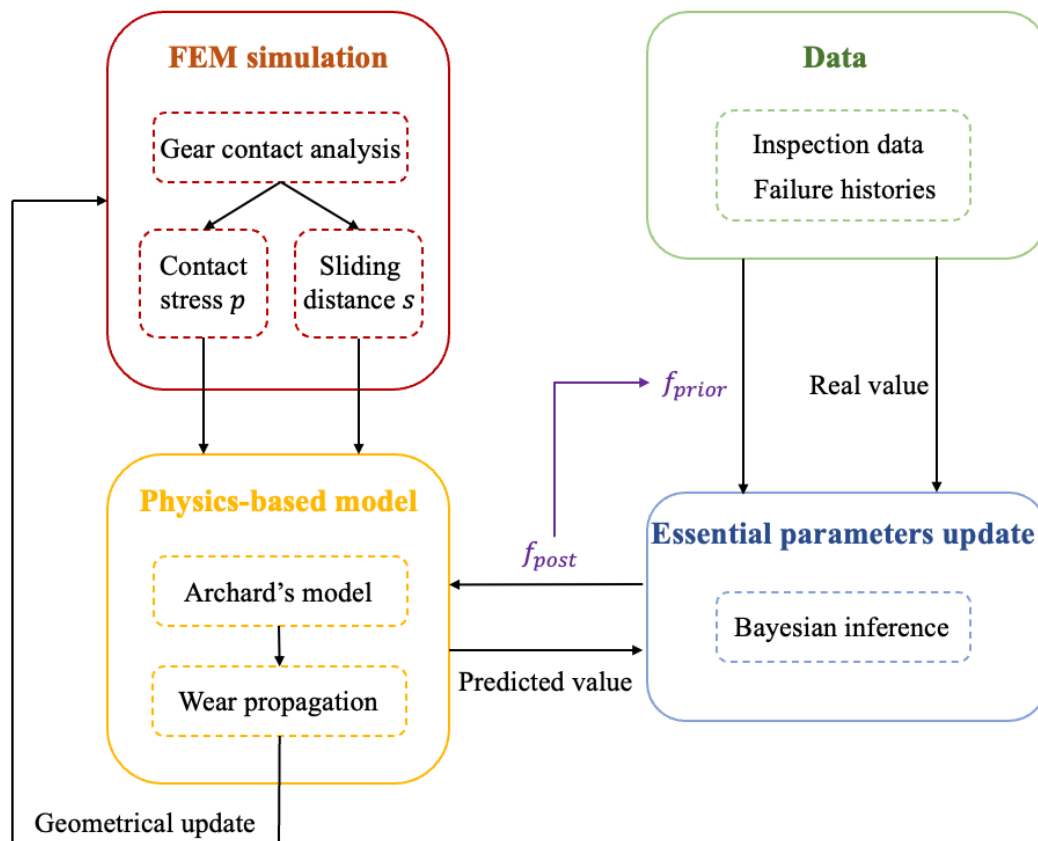 FEM simulation
Gear contact analysis
Contact
stress p
Sliding
distance s
Data
Inspection data
Failure histories
f_prior
Real value
Physics-based model
Archard’s model
Wear propagation
f_post
Predicted value
Essential parameters update
Bayesian inference
Geometrical update